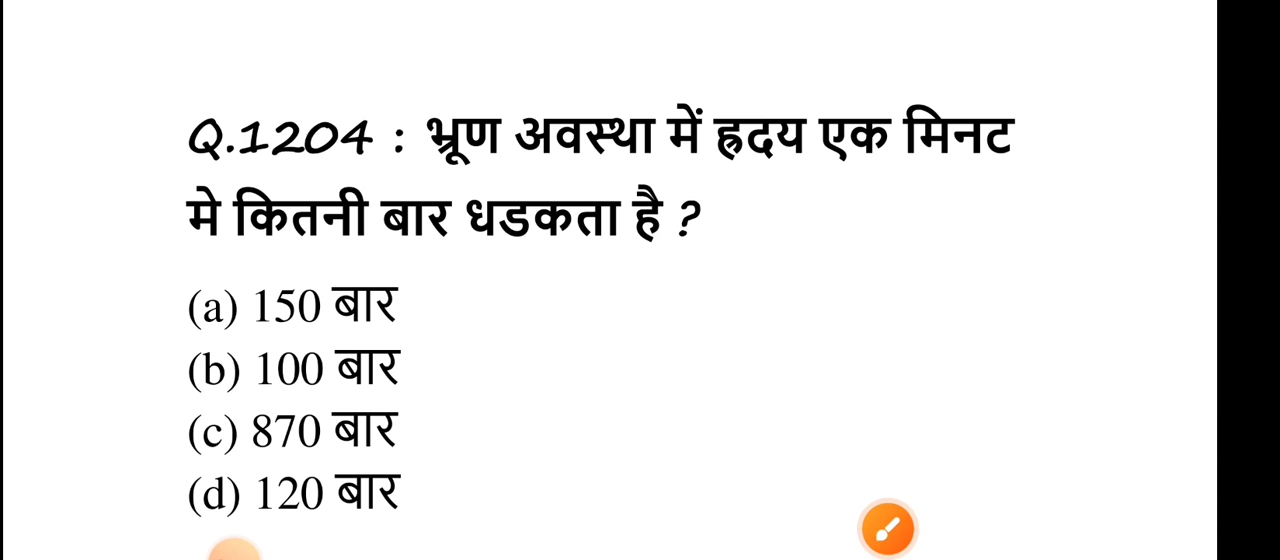 Q.1204 : भ्रूण अवस्था में ह्रदय एक मिनट
मे कितनी बार धडकता है ?
(a) 150 बार
(b) 100 बार
(c) 870 बार
(d) 120 बार